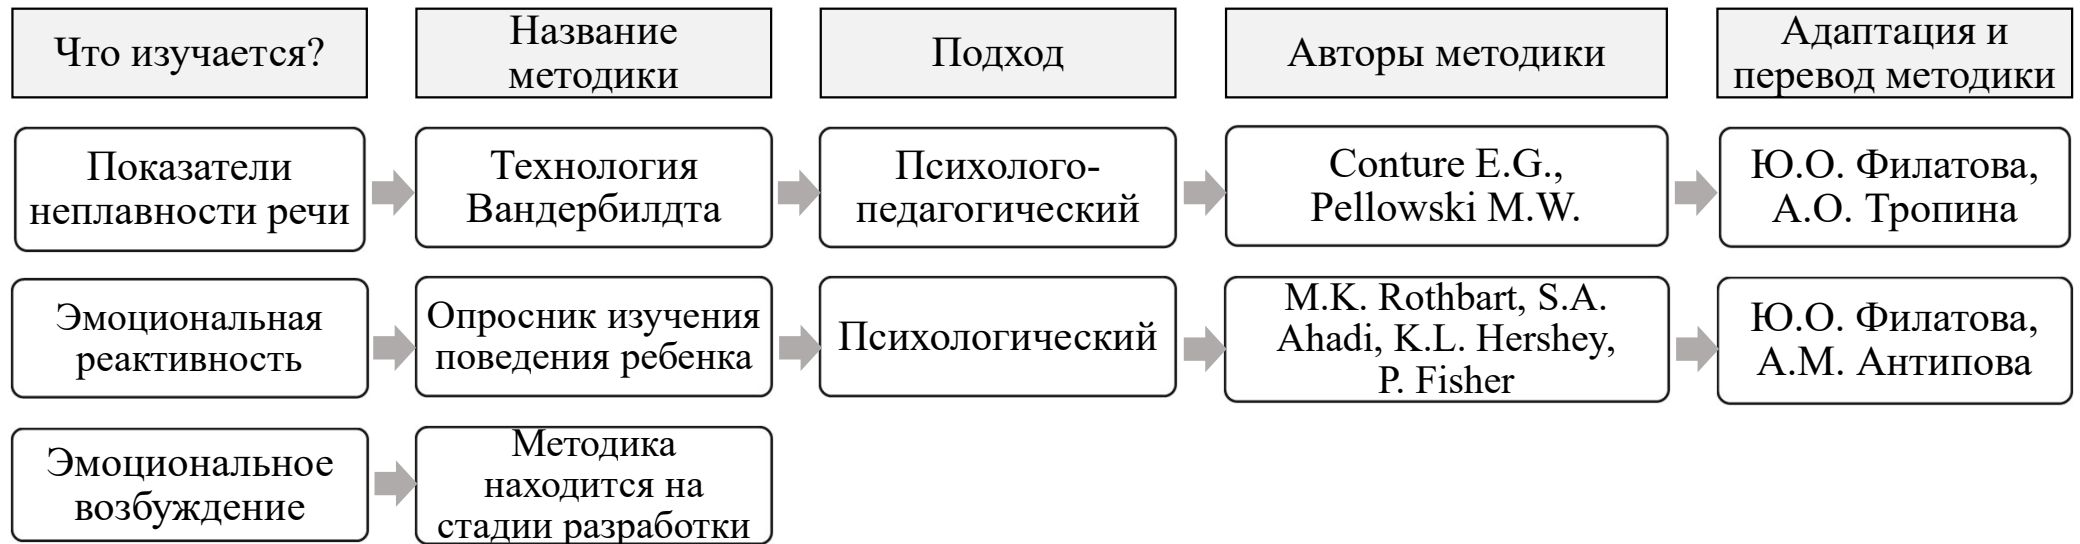 Что изучается?
Название
методики
Подход
Авторы методики
Адаптация и
перевод методики
Показатели
неплавности речи
Технология
Вандербилдта
Психолого-
педагогический
Conture E.G.,
Pellowski M.W.
Ю.О. Филатова,
А.О. Тропина
Эмоциональная
реактивность
Опросник изучения
поведения ребенка
Психологический
M.K. Rothbart, S.A.
Ahadi, K.L. Hershey,
P. Fisher
Ю.О. Филатова,
А.М. Антипова
Эмоциональное
возбуждение
Методика
находится на
стадии разработки